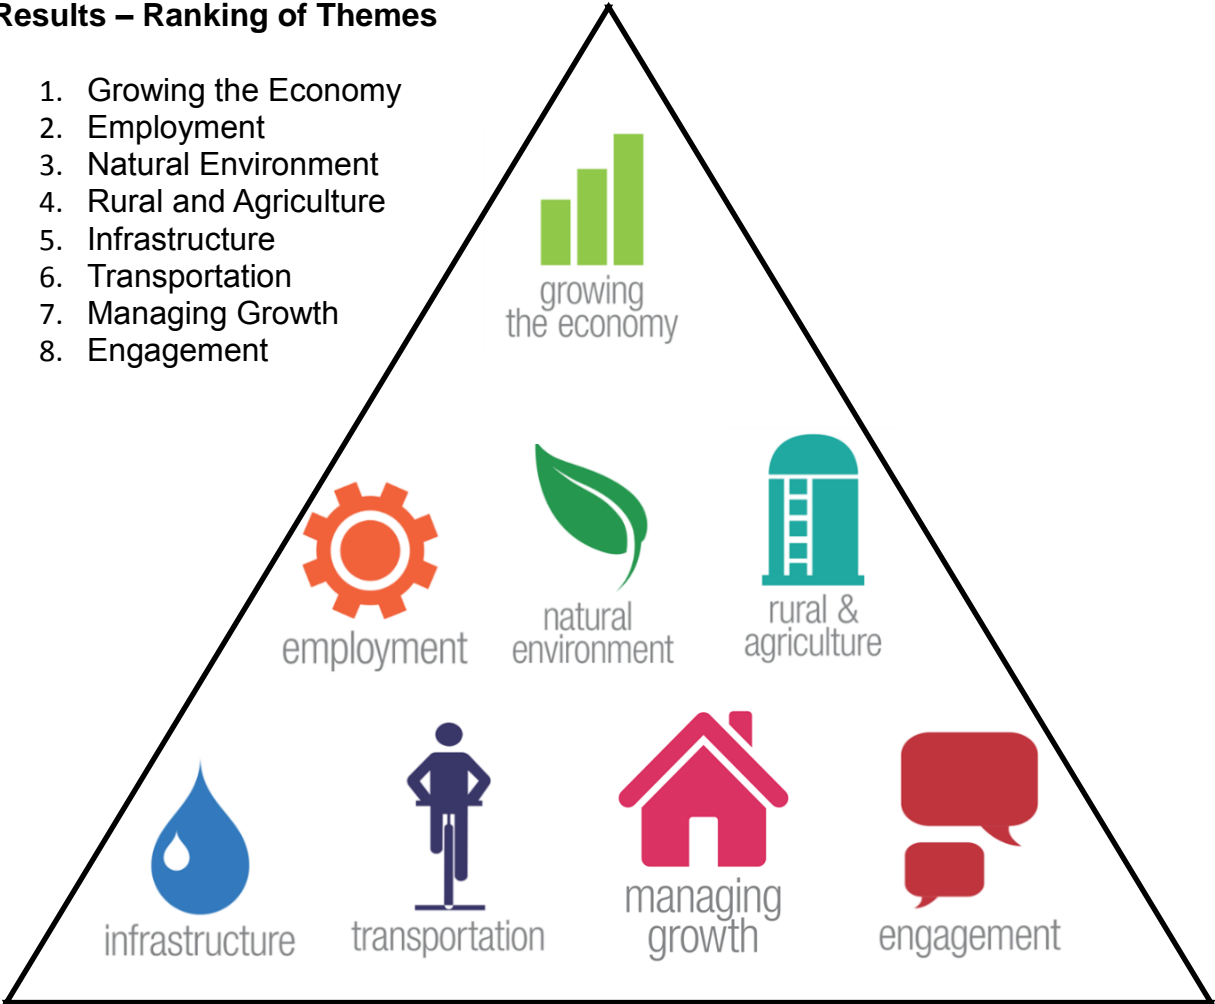 Results – Ranking of Themes
1. Growing the Economy
2. Employment
3. Natural Environment
4. Rural and Agriculture
5. Infrastructure
6. Transportation
7. Managing Growth
8. Engagement
growing
the economy
employment
natural
environment
rural &
agriculture
infrastructure
transportation
managing
growth
engagement